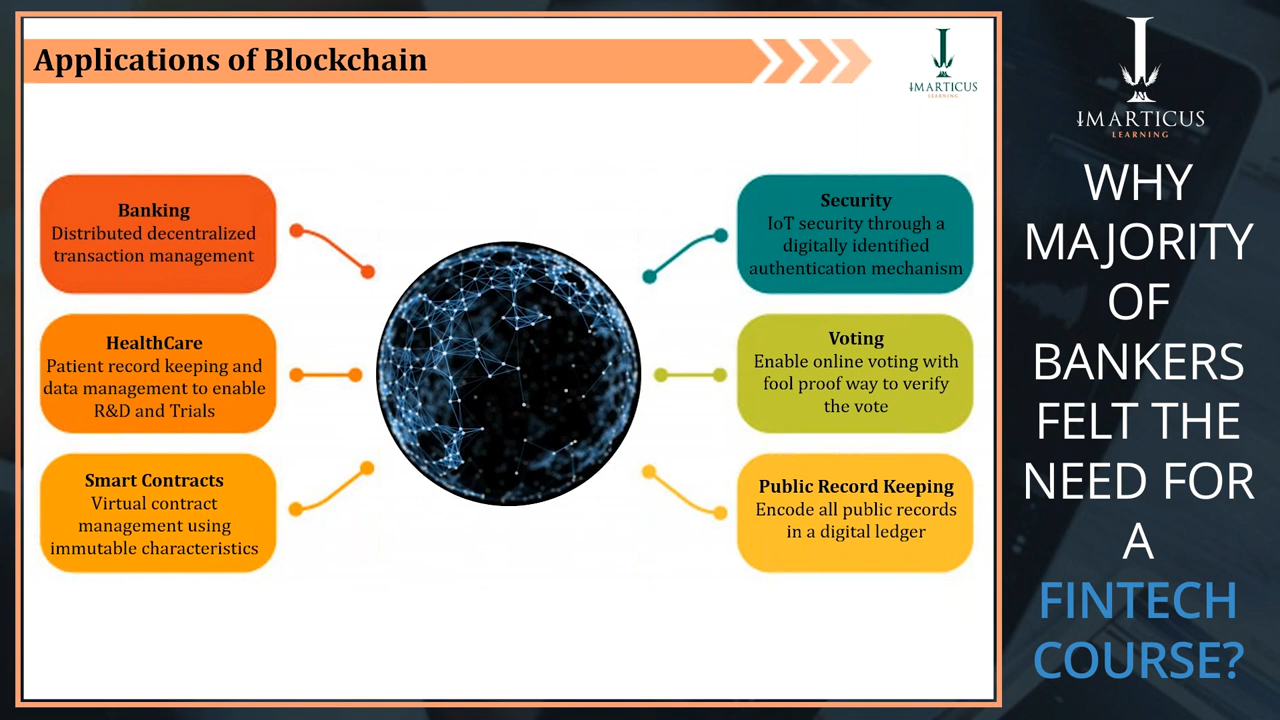 Applications of Blockchain
IMARTICUS
LEARNING
Banking
Distributed decentralized
transaction management
HealthCare
Patient record keeping and
data management to enable
R&D and Trials
Smart Contracts
Virtual contract
management using
immutable characteristics
Security
IoT security through a
digitally identified
authentication mechanism
Voting
Enable online voting with
fool proof way to verify
the vote
Public Record Keeping
Encode all public records
in a digital ledger
IMARTICUS
LEARNING
WHY
MAJORITY
OF
BANKERS
FELT THE
NEED FOR
A
FINTECH
COURSE?